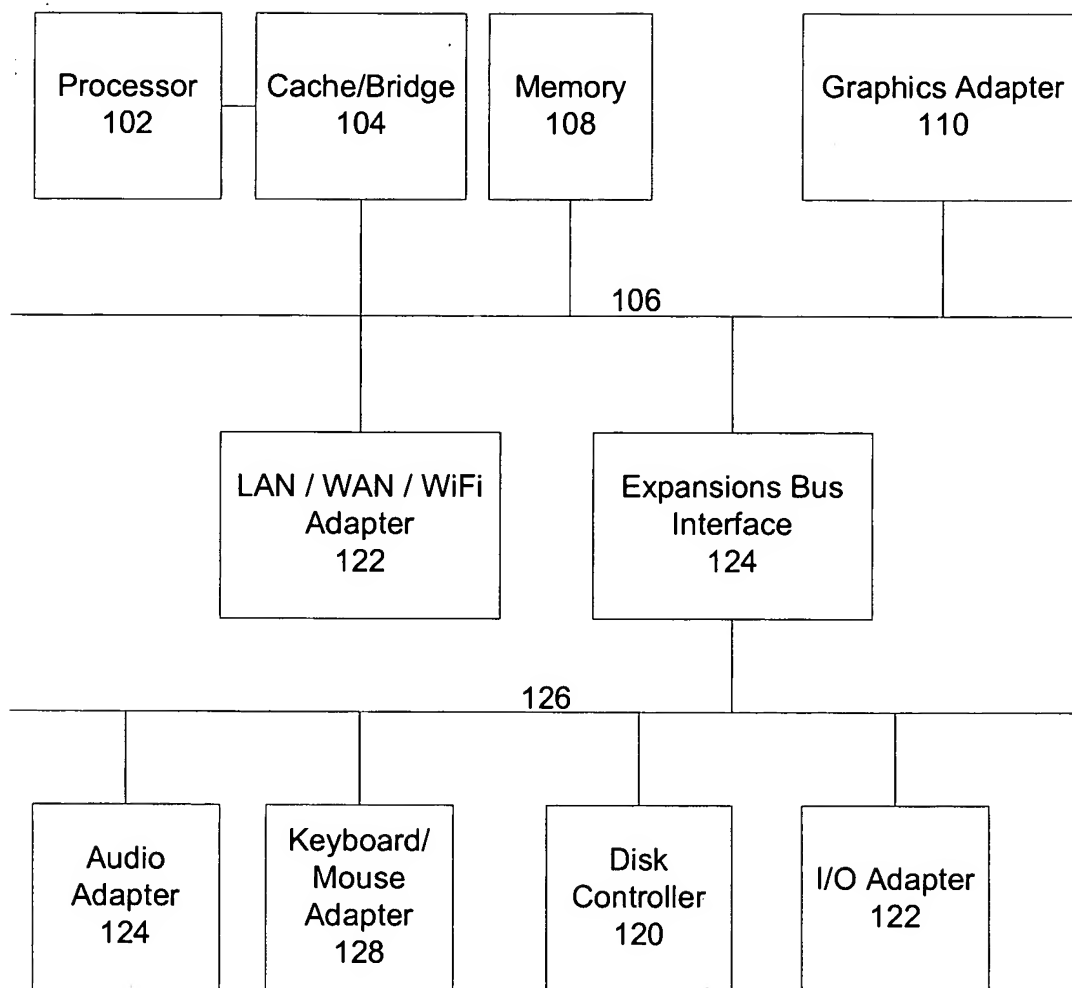 Processor
102
Cache/Bridge
104
Memory
108
Graphics Adapter
110
106
LAN / WAN / WiFi
Adapter
122
Expansions Bus
Interface
124
126
Audio
Adapter
124
Keyboard/
Mouse
Adapter
128
Disk
Controller
120
I/O Adapter
122